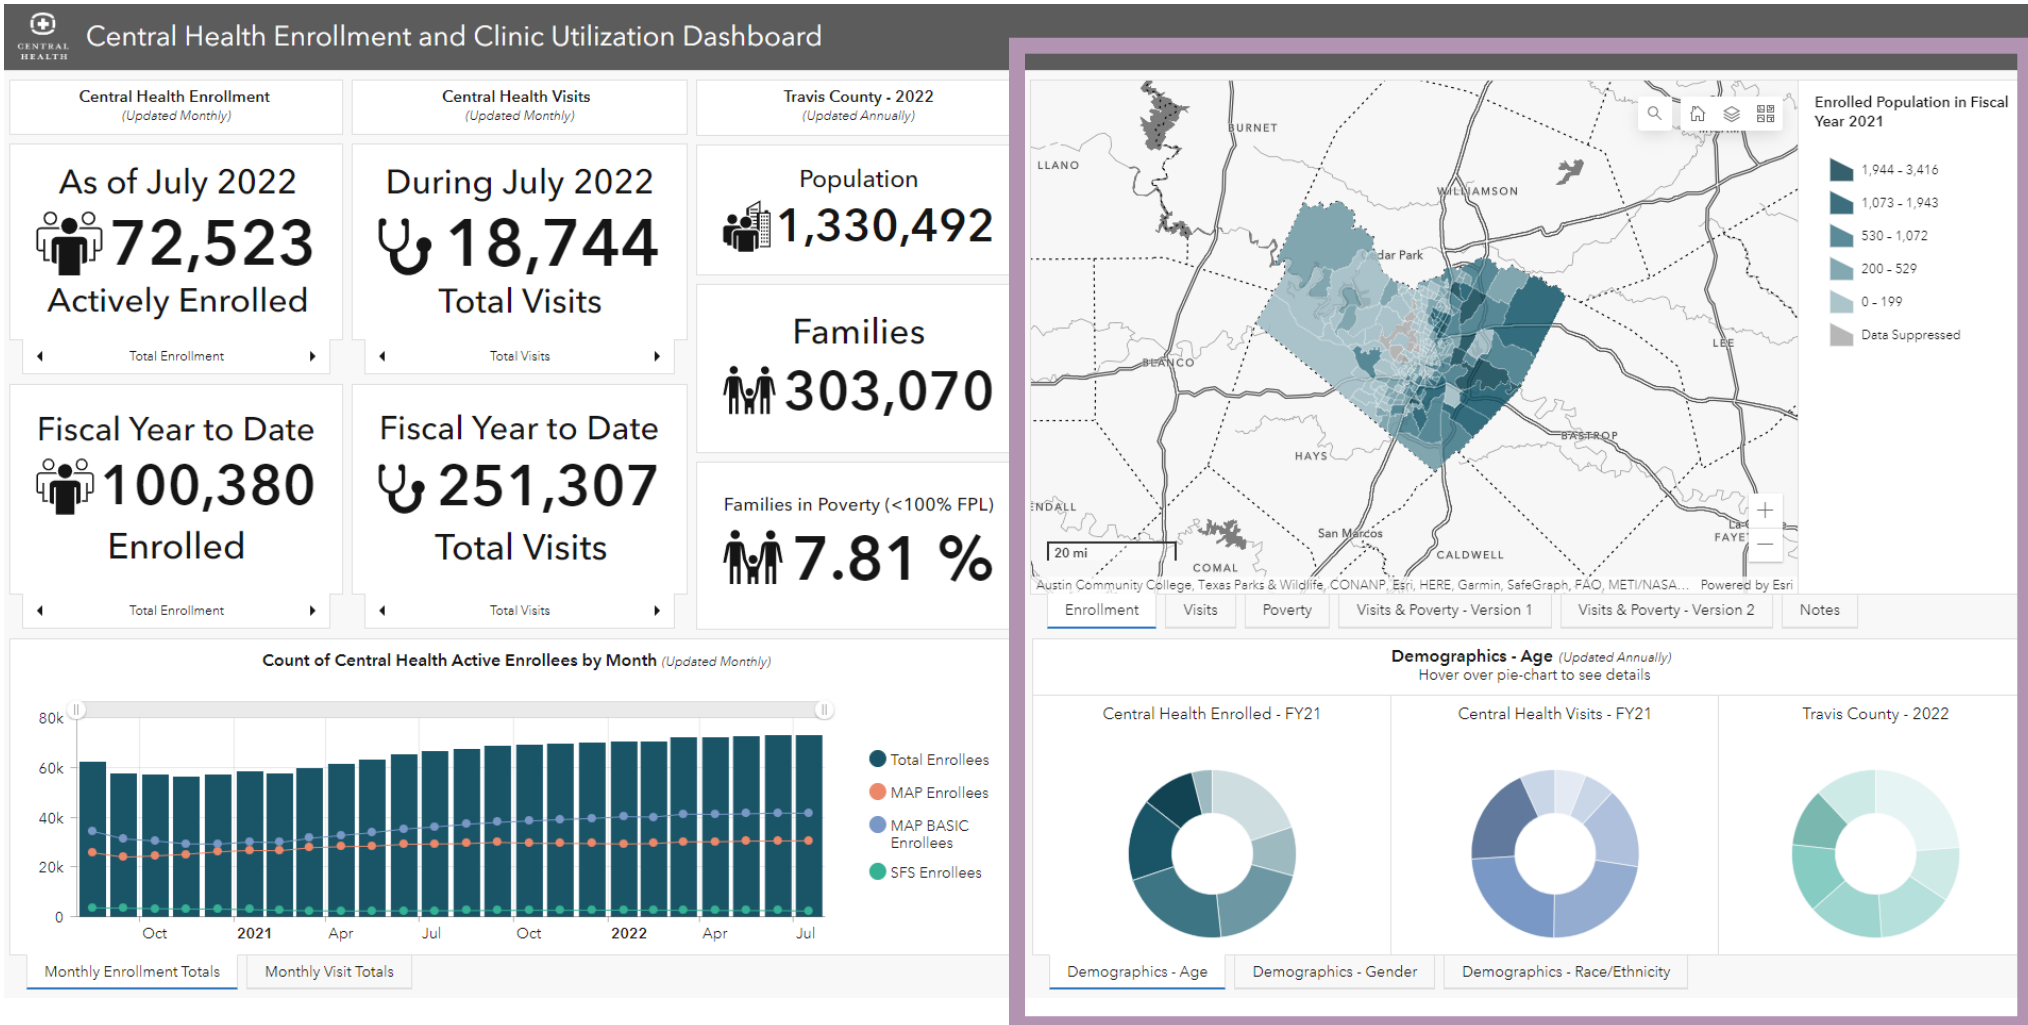 CENTRAL
HEALTH
Central Health Enrollment and Clinic Utilization Dashboard
Central Health Enrollment
(Updated Monthly)
As of July 2022
72,523
Actively Enrolled
Total Enrollment
Fiscal Year to Date
100,380
Enrolled
Total Enrollment
Central Health Visits
(Updated Monthly)
During July 2022
18,744
Total Visits
Total Visits
Fiscal Year to Date
251,307
Total Visits
Total Visits
Travis County - 2022
(Updated Annually)
Population
1,330,492
Families
303,070
Families in Poverty (<100% FPL)
7.81 %
Count of Central Health Active Enrollees by Month (Updated Monthly)
80k
60k
40k
20k
0
Oct
2021
Apr
Jul
Oct
2022
Apr
Jul
Total Enrollees
MAP Enrollees
MAP BASIC
Enrollees
SFS Enrollees
Monthly Enrollment Totals
Monthly Visit Totals
BURNET
LLANO
WILLIAMSON
dar Park
LEE
BLANCO
BASTROP
HAYS
ENDALL
San Marcos
FAYE
20 mi
CALDWELL
COMAL
Austin Community College, Texas Parks & Wildlife, CONANP, Esri, HERE, Garmin, SafeGraph, FAO, METI/NASA... Powered by Esri
Enrolled Population in Fiscal
Year 2021
1,944 - 3,416
1,073 - 1,943
530 - 1,072
200 - 529
0 - 199
Data Suppressed
Enrollment
Visits
Poverty
Visits & Poverty - Version 1
Visits & Poverty - Version 2
Notes
Demographics - Age (Updated Annually)
Hover over pie-chart to see details
Central Health Enrolled - FY21
Central Health Visits - FY21
Travis County - 2022
Demographics - Age
Demographics - Gender
Demographics - Race/Ethnicity